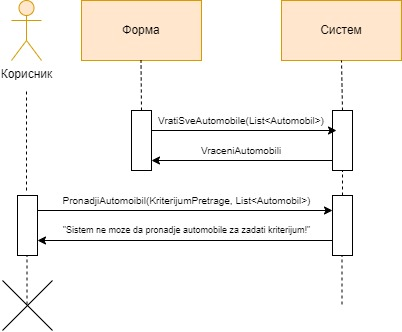 Форма
Систем
Корисник
VratiSveAutomobile(List<Automobil>)
VraceniAutomobili
PronadjiAutomoibil(KriterijumPretrage, List<Automobil>)
"Sistem ne moze da pronadje automobile za zadati kriterijum!"